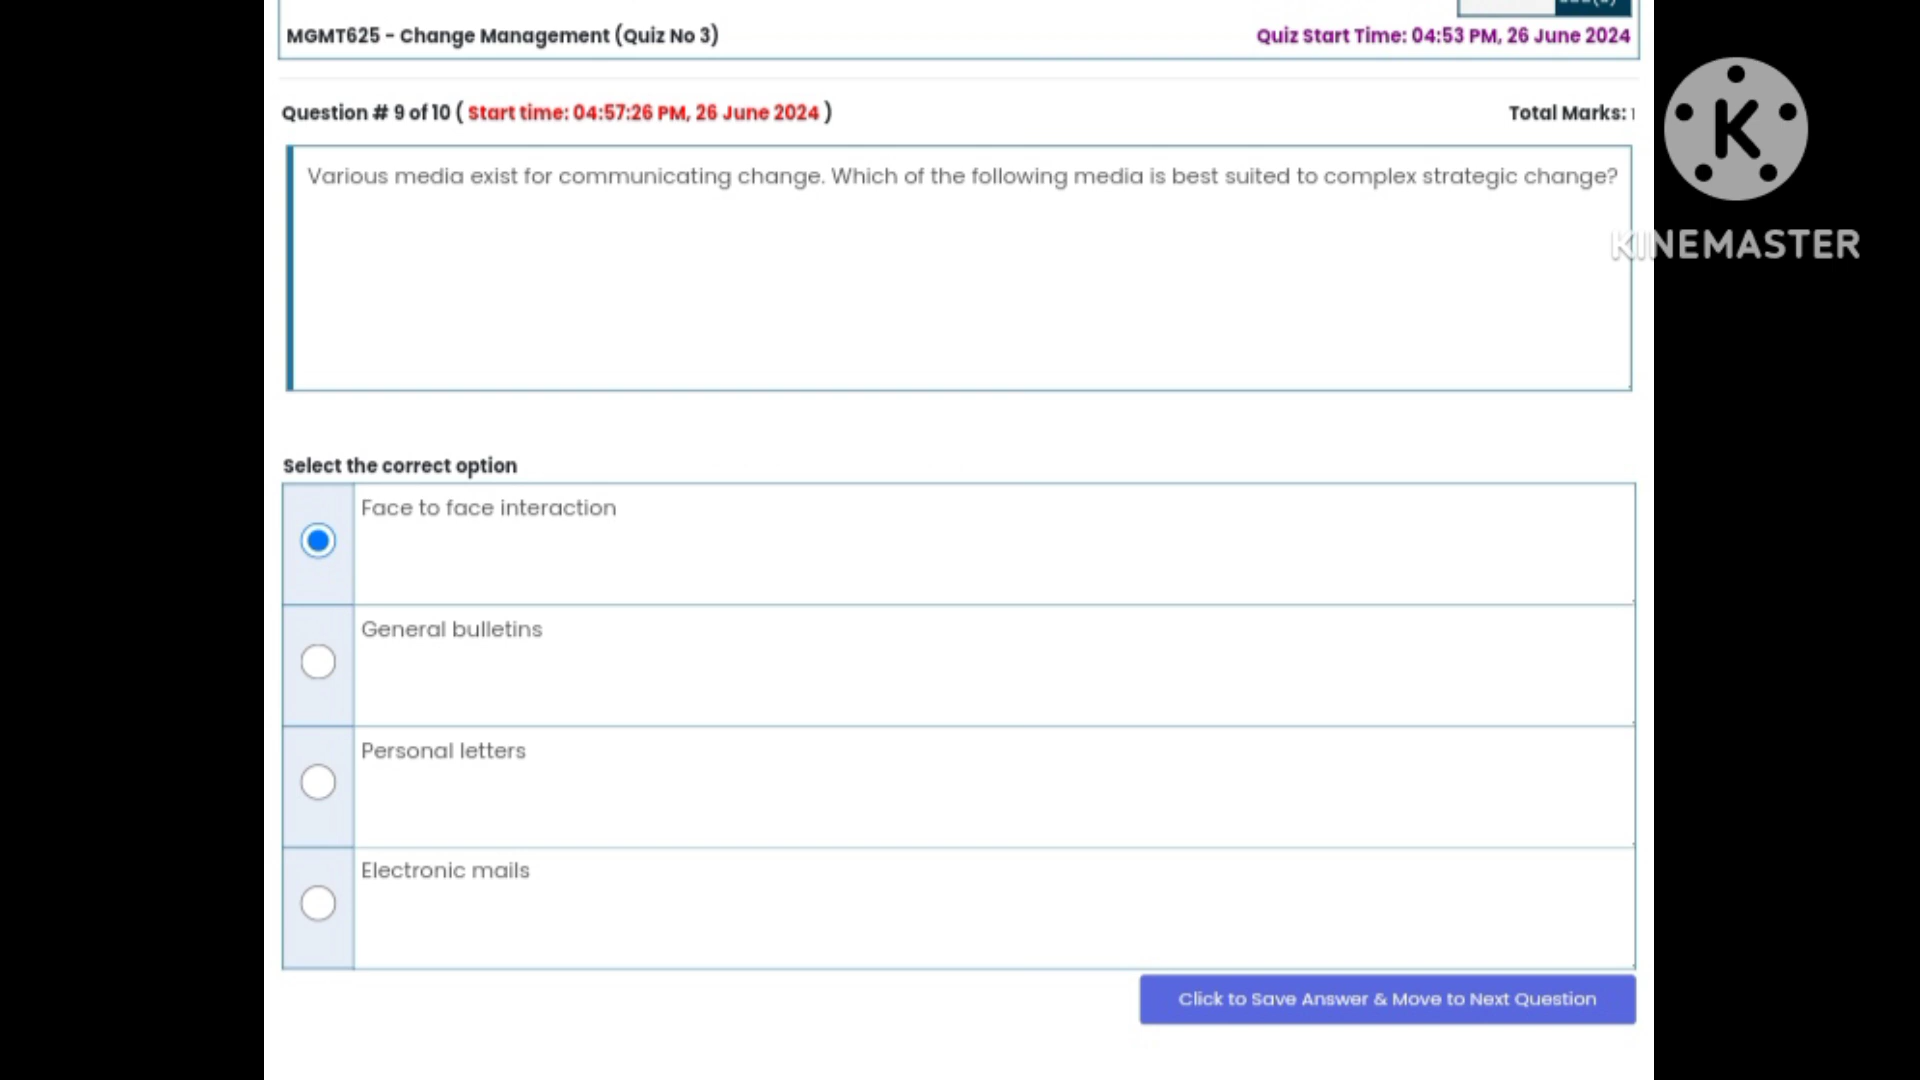 MGMT625 - Change Management (Quiz No 3)
Quiz Start Time: 04:53 PM, 26 June 2024
Question # 9 of 10 ( Start time: 04:57:26 PM, 26 June 2024 )
Total Marks: 1
Various media exist for communicating change. Which of the following media is best suited to complex strategic change?
K
KINEMASTER
Select the correct option
Face to face interaction
General bulletins
Personal letters
Electronic mails
Click to Save Answer & Move to Next Question